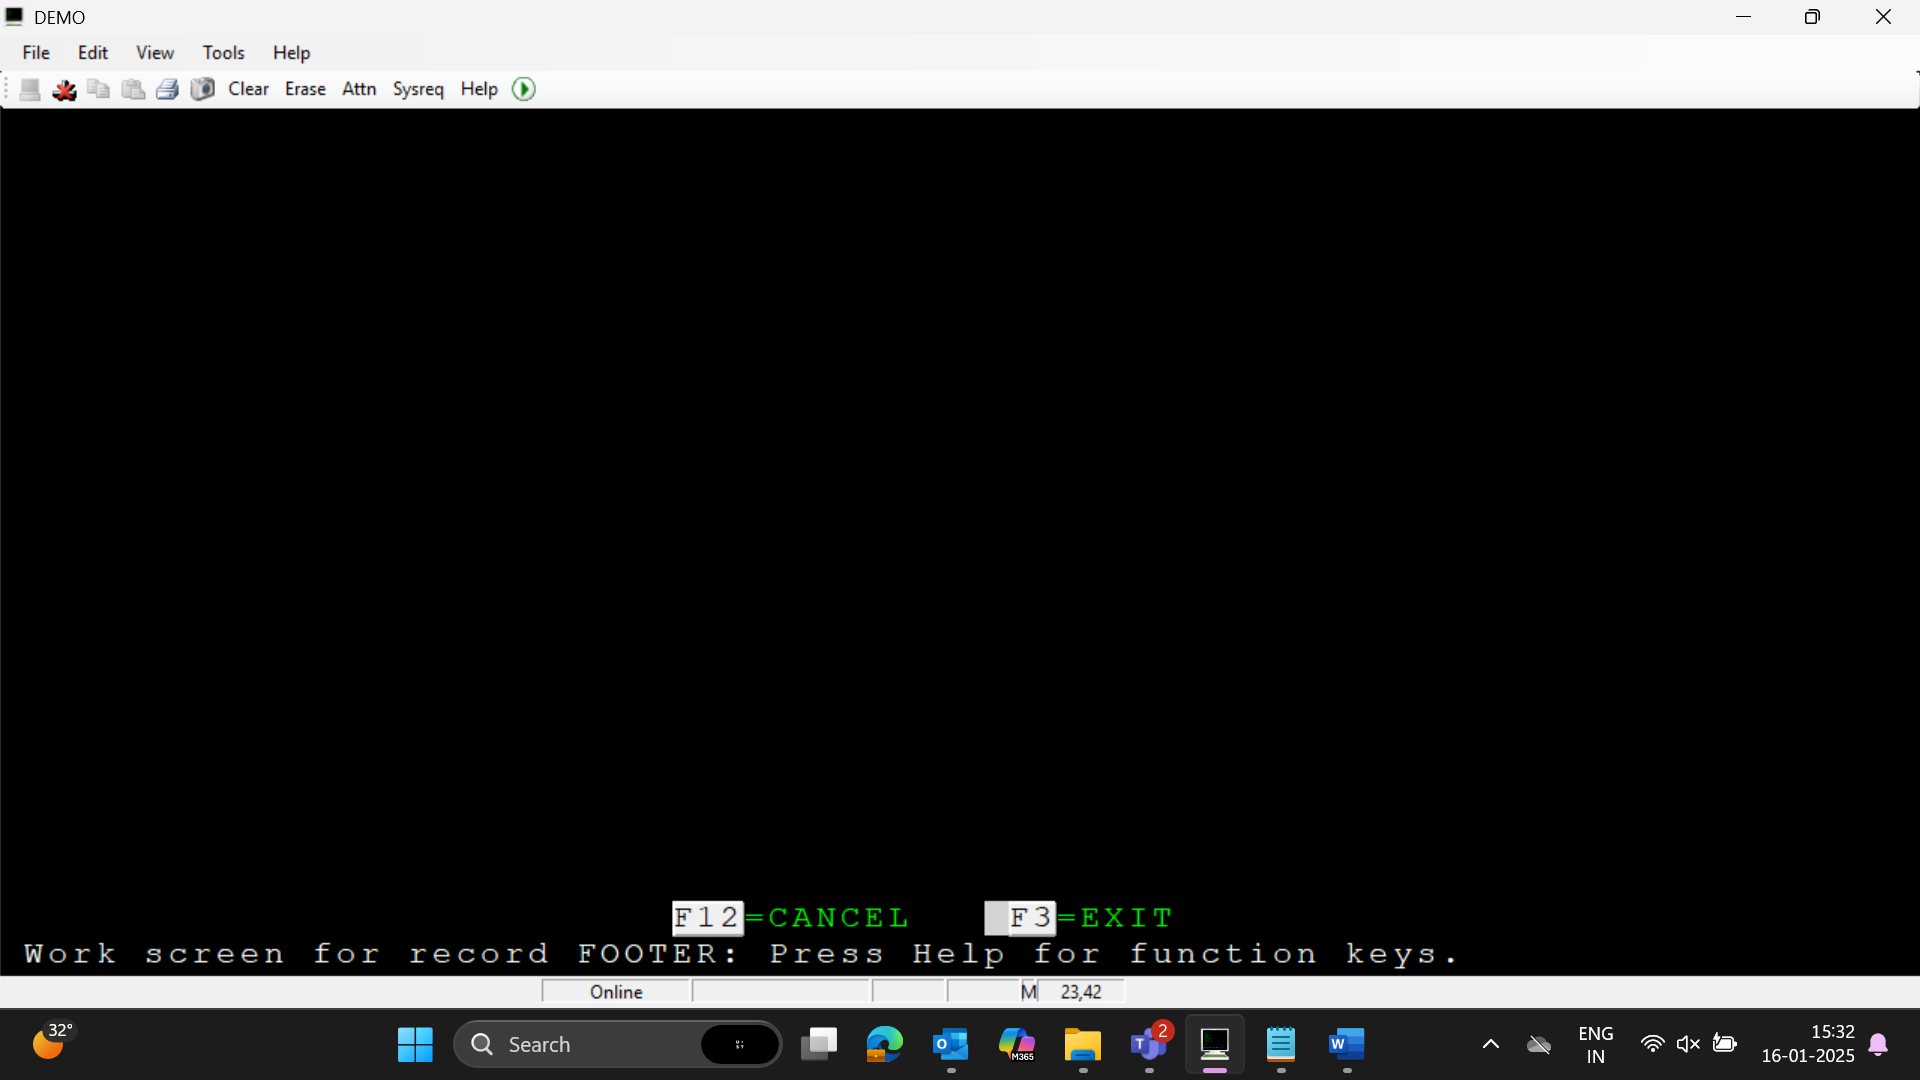 DEMO
File Edit View Tools Help
Clear Erase Attn Sysreq Help
F12=CANCEL F3=EXIT
Work screen for record FOOTER: Press Help for function keys.
Online M 23,42
32° Search M365 2 ENG 15:32
IN 16-01-2025